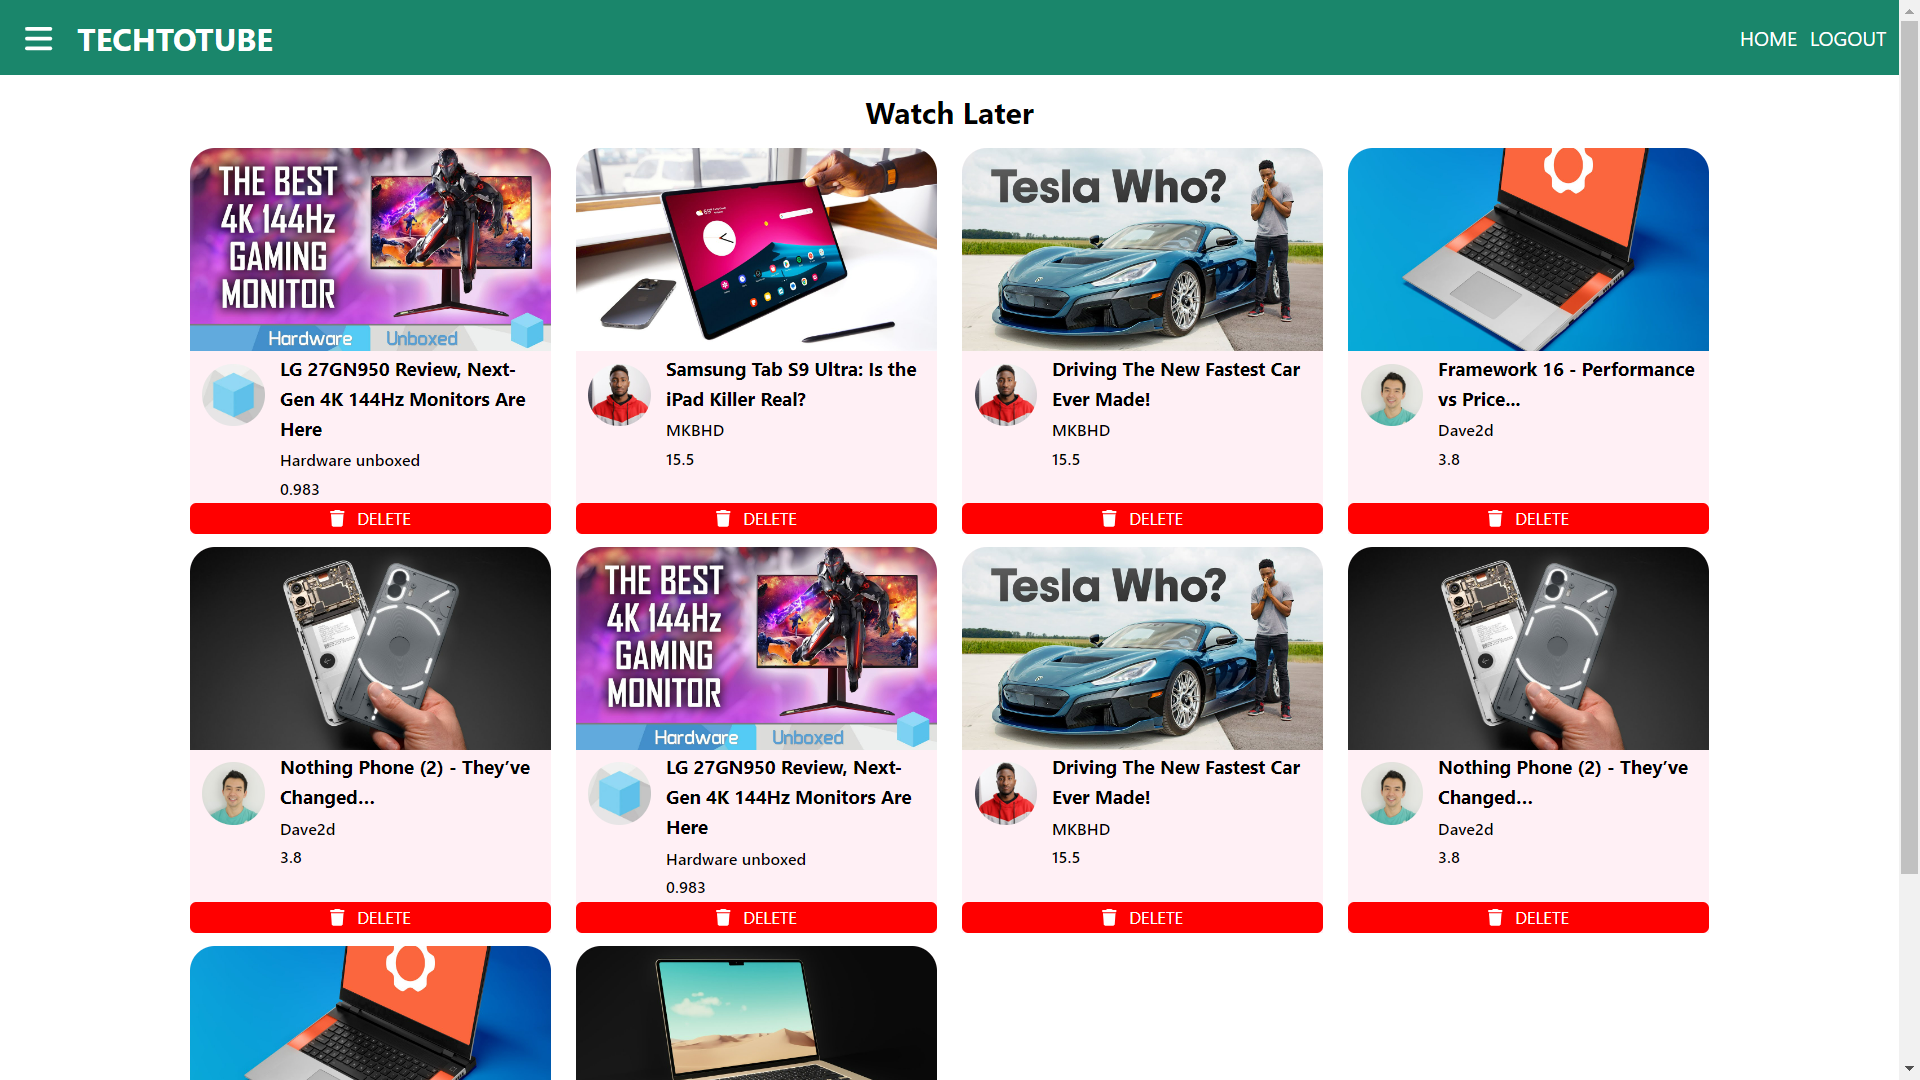 TECHTOTUBE
HOME LOGOUT
Watch Later
THE BEST
4K 144Hz
GAMING
MONITOR
Hardware Unboxed
LG 27GN950 Review, Next-
Gen 4K 144Hz Monitors Are
Here
Hardware unboxed
0.983
DELETE
Samsung Tab S9 Ultra: Is the
iPad Killer Real?
MKBHD
15.5
DELETE
Tesla Who?
Driving The New Fastest Car
Ever Made!
MKBHD
15.5
DELETE
Framework 16 - Performance
vs Price...
Dave2d
3.8
DELETE
Nothing Phone (2) - They’ve
Changed…
Dave2d
3.8
DELETE
THE BEST
4K 144Hz
GAMING
MONITOR
Hardware Unboxed
LG 27GN950 Review, Next-
Gen 4K 144Hz Monitors Are
Here
Hardware unboxed
0.983
DELETE
Tesla Who?
Driving The New Fastest Car
Ever Made!
MKBHD
15.5
DELETE
Nothing Phone (2) - They’ve
Changed…
Dave2d
3.8
DELETE